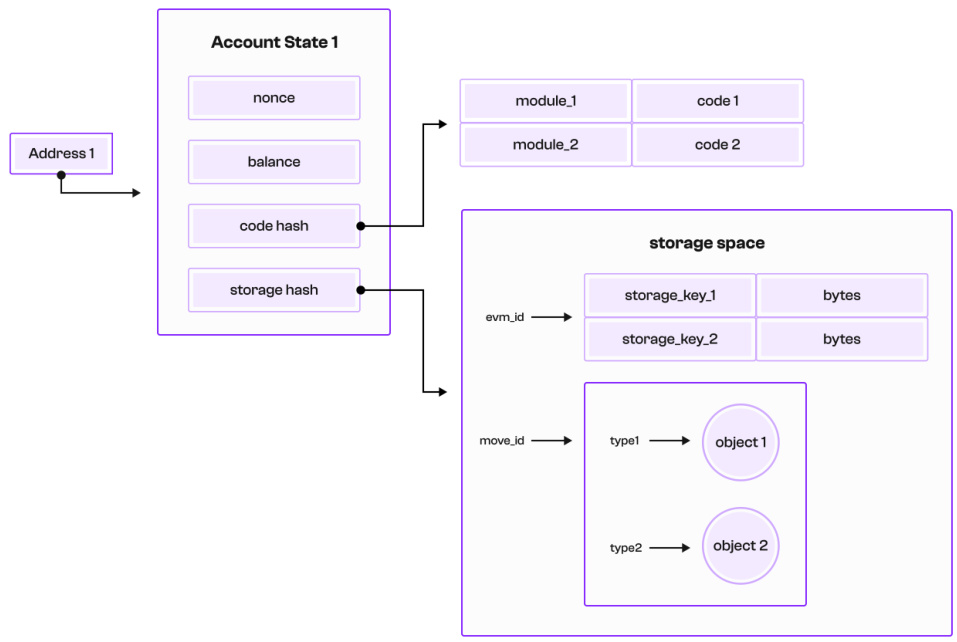 Account State 1
nonce
balance
code hash
storage hash
Address 1
module_1
code 1
module_2
code 2
storage space
evm_id
storage_key_1
bytes
storage_key_2
bytes
move_id
type1
object 1
type2
object 2